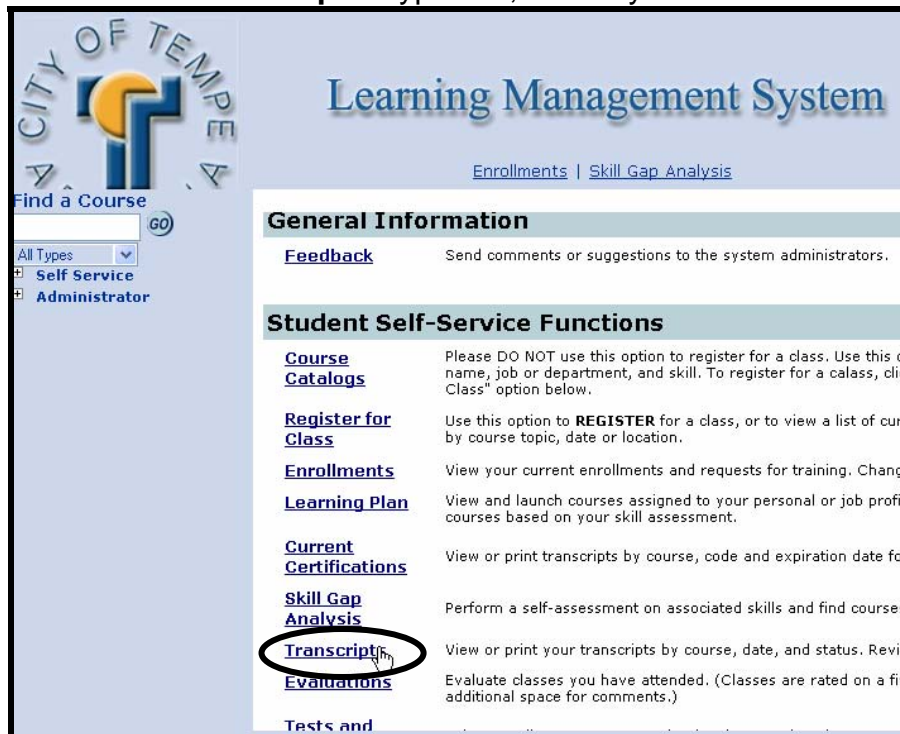 CITY OF TEMPE A
A
Learning Management System
Enrollments | Skill Gap Analysis
Find a Course
GO
All Types
Self Service
Administrator
General Information
Feedback Send comments or suggestions to the system administrators.
Student Self-Service Functions
Course Please DO NOT use this option to register for a class. Use this
Catalogs name, job or department, and skill. To register for a calass,
Class" option below.
Register for Use this option to REGISTER for a class, or to view a list of
Class by course topic, date or location.
Enrollments View your current enrollments and requests for training.
Learning Plan View and launch courses assigned to your personal or job
courses based on your skill assessment.
Current
Certifications View or print transcripts by course, code and expiration date
Skill Gap
Analysis Perform a self-assessment on associated skills and find
Transcripts View or print your transcripts by course, date, and status.
Evaluations Evaluate classes you have attended. (Classes are rated on a
additional space for comments.)
Tests and